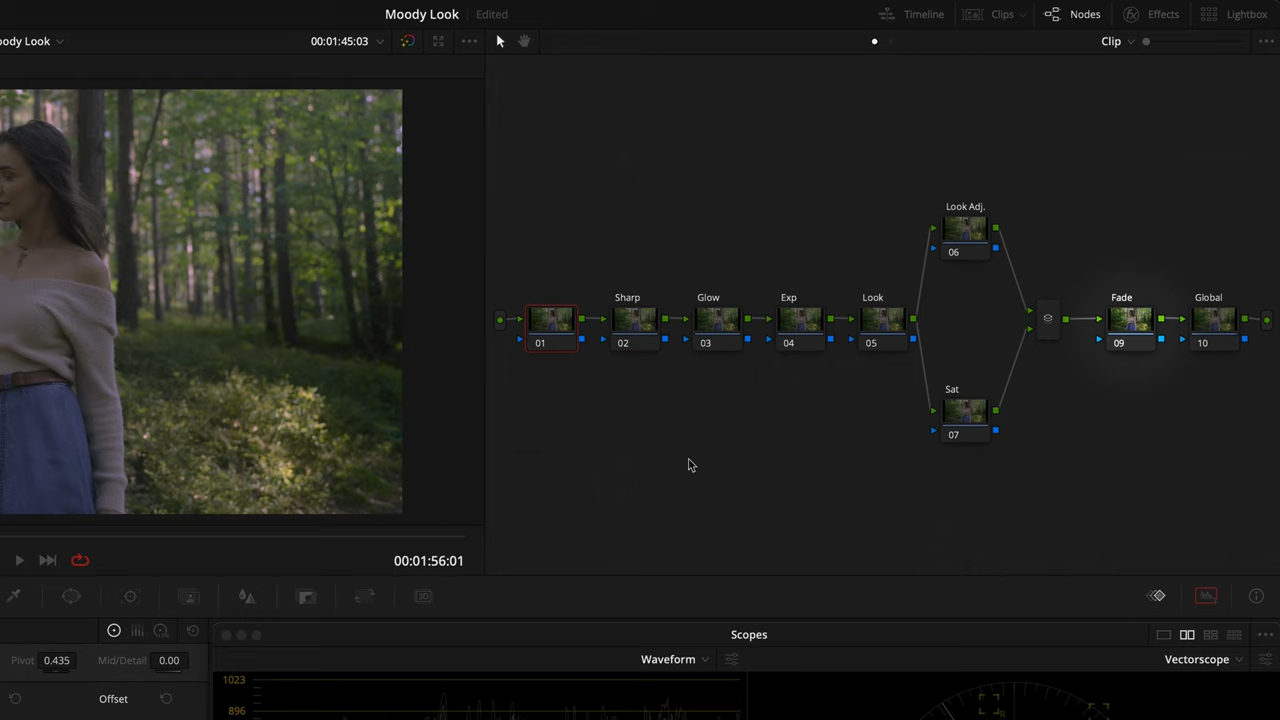 Moody Look Edited
Timeline Clips Nodes Effects Lightbox
oody Look 00:01:45:03 Clip
Look Adj.
06
Sharp Glow Exp Look Fade Global
01 02 03 04 05 09 10
Sat
07
00:01:56:01
3D
Scopes
Pivot 0.435 Mid/Detail 0.00
Waveform Vectorscope
1023
Offset
896
R